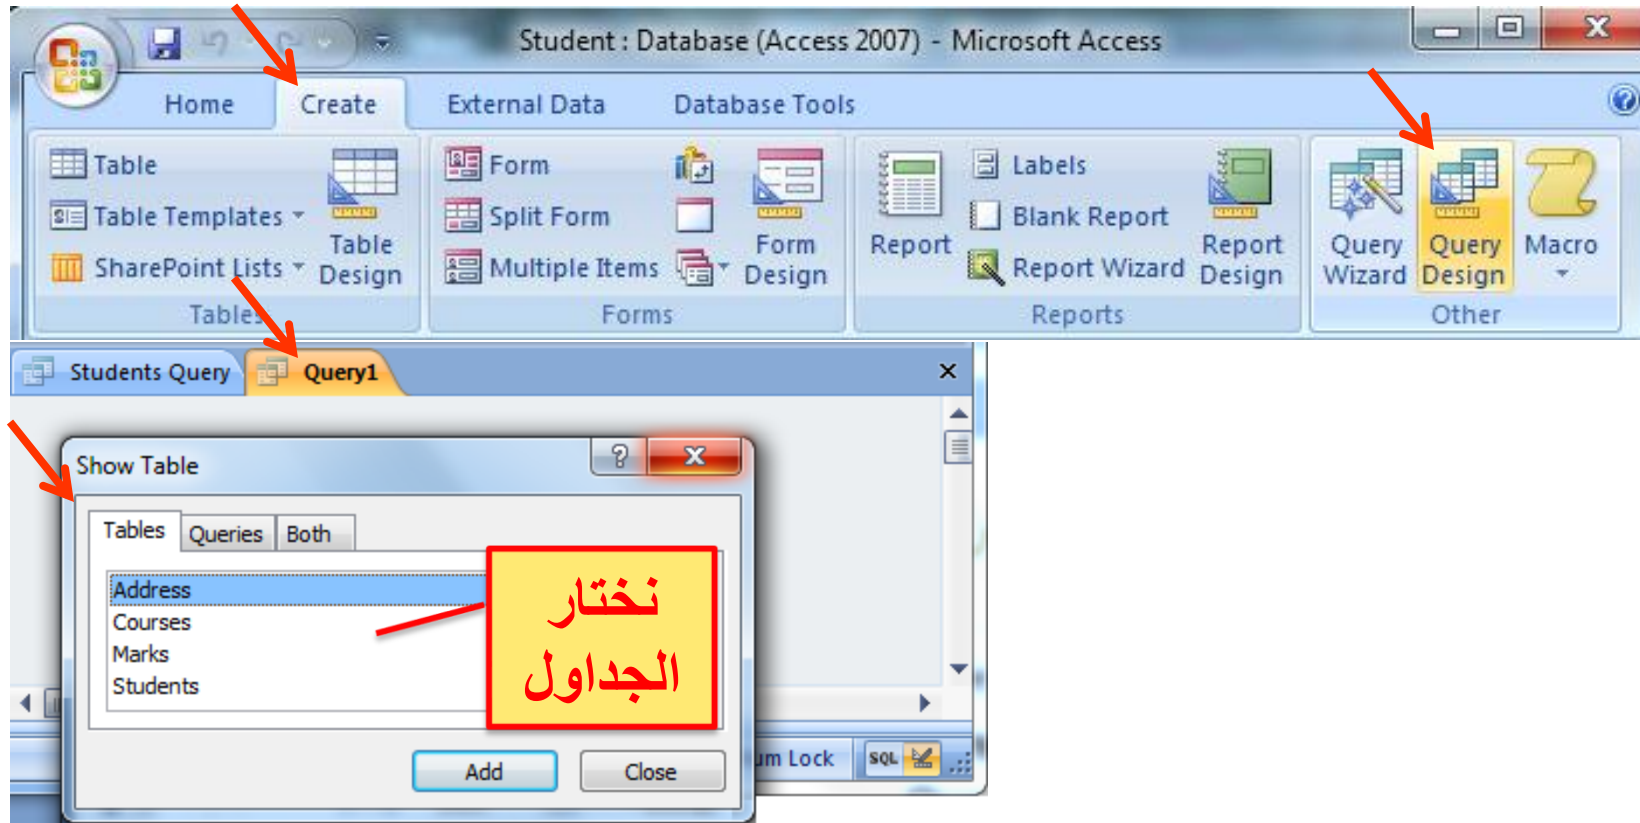 Student : Database (Access 2007) - Microsoft Access
Home Create External Data Database Tools
Table
Table Templates
SharePoint Lists
Table Design
Tables
Form
Split Form
Multiple Items
Form Design
Forms
Report
Labels
Blank Report
Report Wizard
Report Design
Reports
Query Wizard
Query Design
Macro
Other
Students Query Query1
Show Table
Tables Queries Both
Address
Courses
Marks
Students
نختار
الجداول
Add Close
Lock SQL